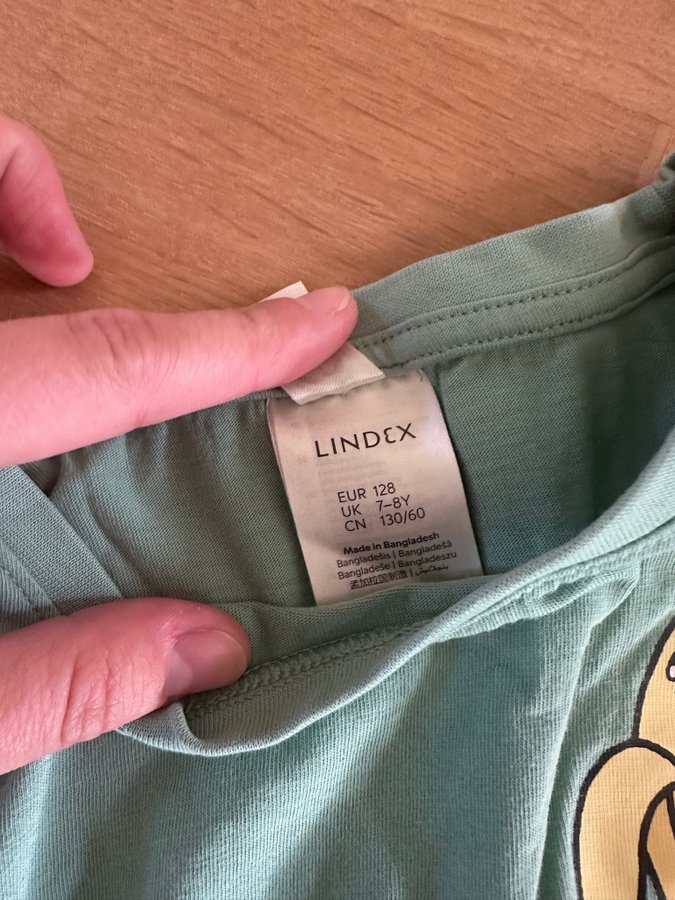 LINDEX
EUR 128
UK 7-8Y
CN 130/60
Made in Bangladesh
Bangladešis | Bangladešā
Bangladeše | Bangladeszu
孟加拉国制造 |